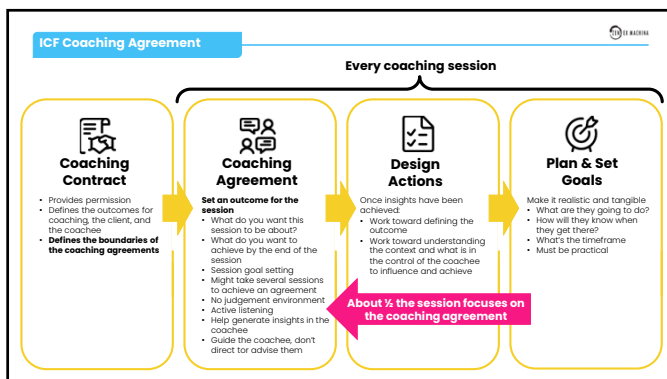 ICF Coaching Agreement
ZEN EX MACHINA
Every coaching session
Coaching
Contract
• Provides permission
• Defines the outcomes for
coaching, the client, and
the coachee
• Defines the boundaries of
the coaching agreements
Coaching
Agreement
Set an outcome for the
session
• What do you want this
session to be about?
• What do you want to
achieve by the end of the
session
• Session goal setting
• Might take several sessions
to achieve an agreement
• No judgement environment
• Active listening
• Help generate insights in the
coachee
• Guide the coachee, don't
direct tor advise them
Design
Actions
Once insights have been
achieved:
• Work toward defining the
outcome
• Work toward understanding
the context and what is in
the control of the coachee
to influence and achieve
Plan & Set
Goals
Make it realistic and tangible
• What are they going to do?
• How will they know when
they get there?
• What's the timeframe
• Must be practical
About ½ the session focuses on
the coaching agreement